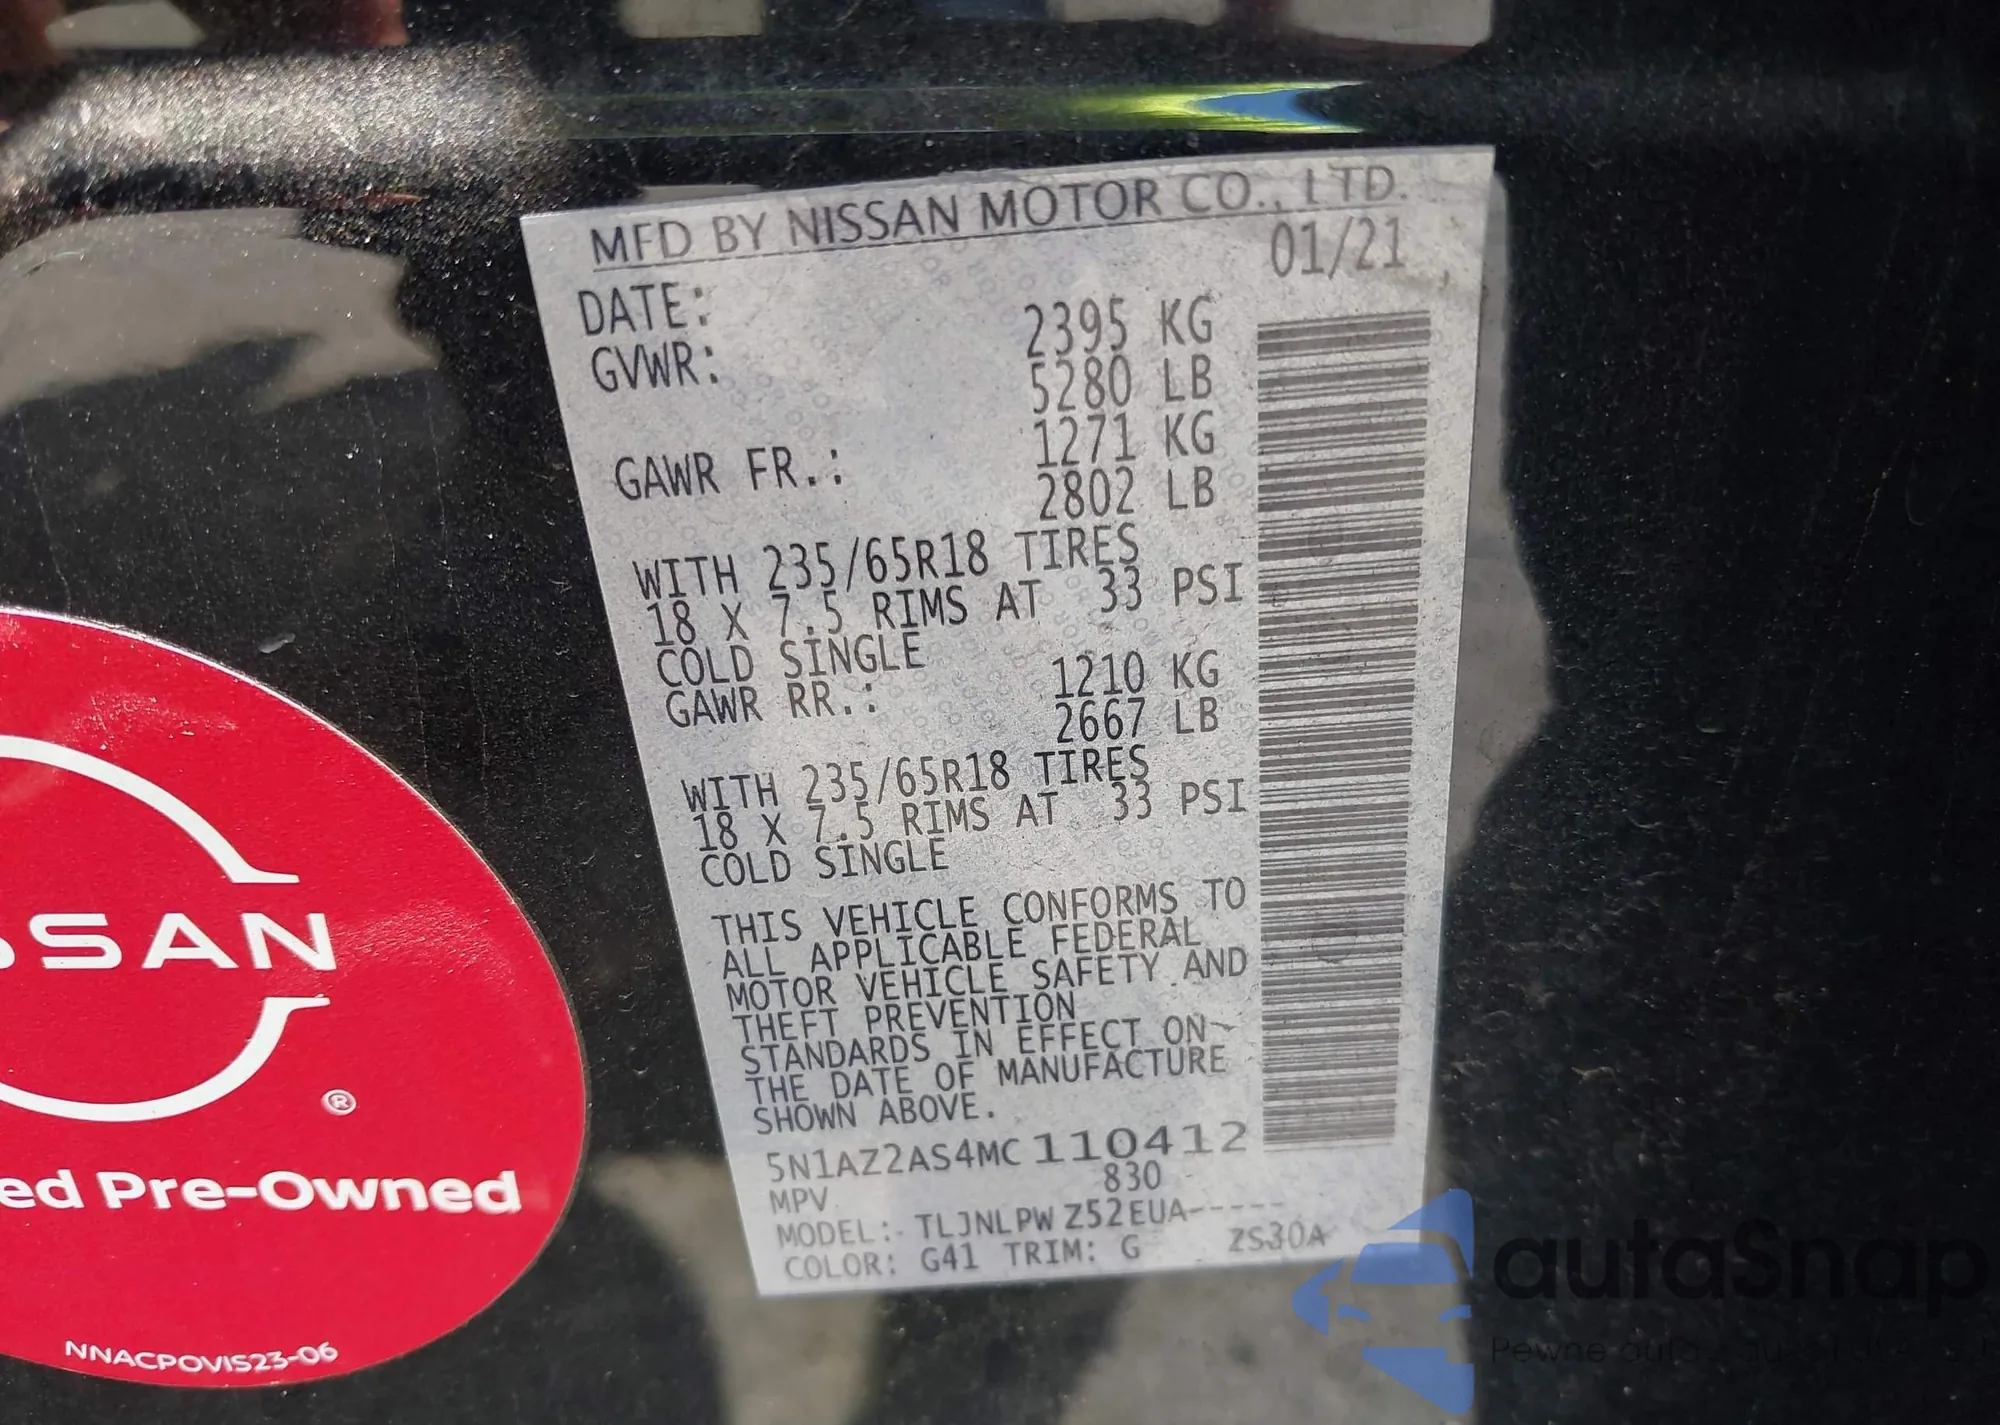 MFD BY NISSAN MOTOR CO., LTD.
DATE: 01/21
GVWR: 2395 KG
5280 LB
GAWR FR.: 1271 KG
2802 LB
WITH 235/65R18 TIRES
18 X 7.5 RIMS AT 33 PSI
COLD SINGLE
GAWR RR.: 1210 KG
2667 LB
WITH 235/65R18 TIRES
18 X 7.5 RIMS AT 33 PSI
COLD SINGLE
THIS VEHICLE CONFORMS TO
ALL APPLICABLE FEDERAL
MOTOR VEHICLE SAFETY AND
THEFT PREVENTION
STANDARDS IN EFFECT ON
THE DATE OF MANUFACTURE
SHOWN ABOVE.
5N1AZ2AS4MC110412
MPV 830
MODEL: TLJNLPW Z52EUA-----
COLOR: G41 TRIM: G ZS30A
SSAN
®
ed Pre-Owned
NNACPOVIS23-06
autaSnap
Pewne auta